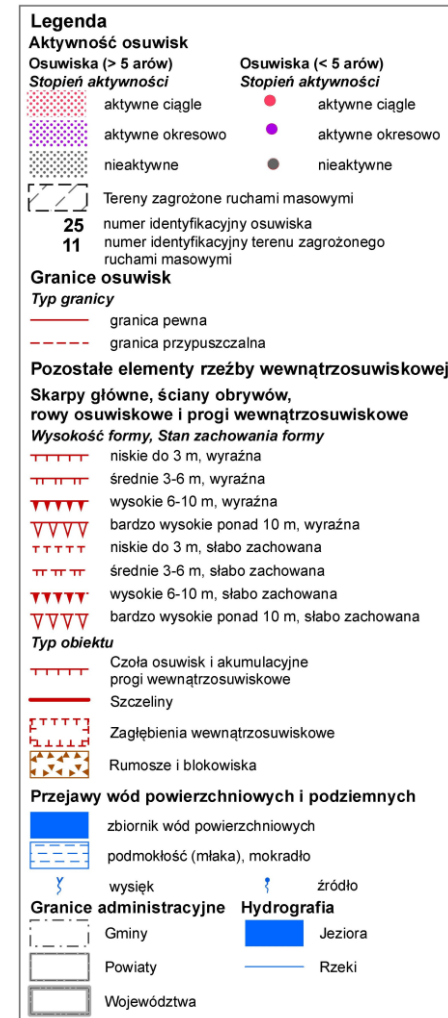 Legenda
Aktywność osuwisk
Osuwiska (> 5 arów) Osuwiska (< 5 arów)
Stopień aktywności Stopień aktywności
aktywne ciągle aktywne ciągle
aktywne okresowo aktywne okresowo
nieaktywne nieaktywne
Tereny zagrożone ruchami masowymi
25 numer identyfikacyjny osuwiska
11 numer identyfikacyjny terenu zagrożonego
ruchami masowymi
Granice osuwisk
Typ granicy
granica pewna
granica przypuszczalna
Pozostałe elementy rzeźby wewnątrzosuwiskowej
Skarpy główne, ściany obrywów,
rowy osuwiskowe i progi wewnątrzosuwiskowe
Wysokość formy, Stan zachowania formy
niskie do 3 m, wyraźna
średnie 3-6 m, wyraźna
wysokie 6-10 m, wyraźna
bardzo wysokie ponad 10 m, wyraźna
niskie do 3 m, słabo zachowana
średnie 3-6 m, słabo zachowana
wysokie 6-10 m, słabo zachowana
bardzo wysokie ponad 10 m, słabo zachowana
Typ obiektu
Czoła osuwisk i akumulacyjne
progi wewnątrzosuwiskowe
Szczeliny
Zagłębienia wewnątrzosuwiskowe
Rumosze i blokowiska
Przejawy wód powierzchniowych i podziemnych
zbiornik wód powierzchniowych
podmokłość (młaka), mokradło
wysięk źródło
Granice administracyjne Hydrografia
Gminy Jeziora
Powiaty Rzeki
Województwa